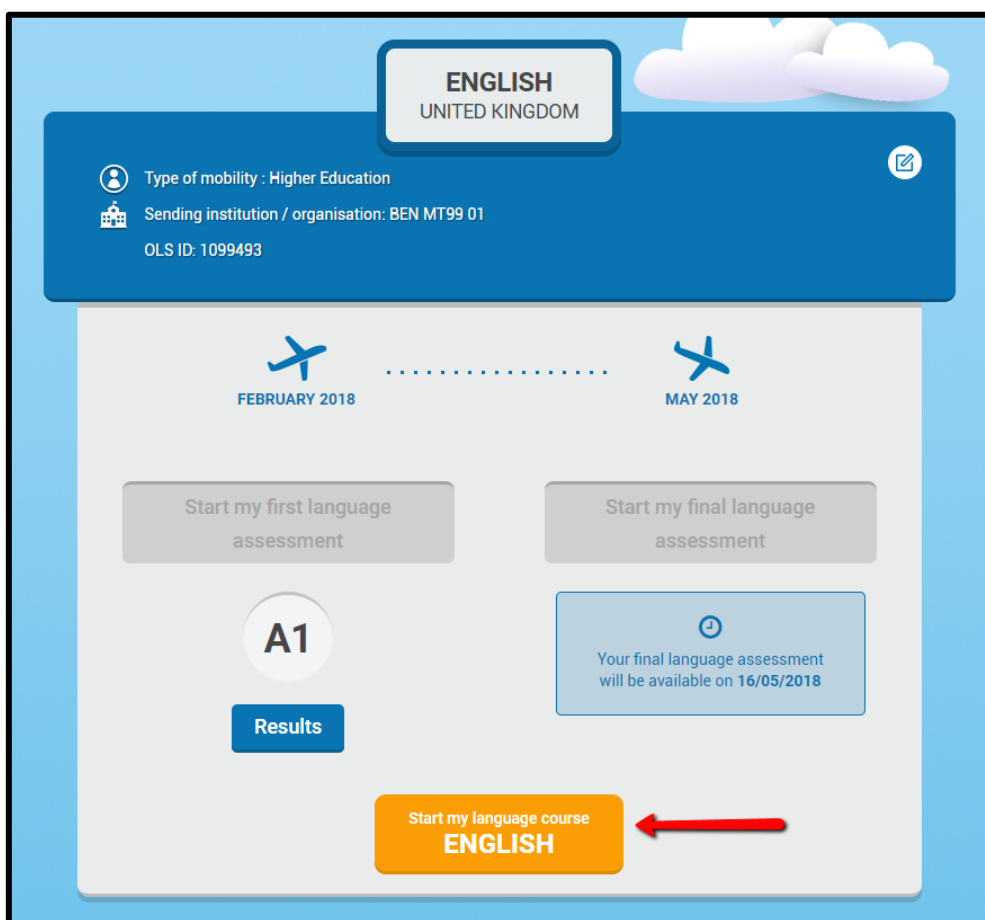 ENGLISH
UNITED KINGDOM
Type of mobility : Higher Education
Sending institution / organisation: BEN MT99 01
OLS ID: 1099493
FEBRUARY 2018
MAY 2018
Start my first language
assessment
Start my final language
assessment
A1
Your final language assessment
will be available on 16/05/2018
Results
Start my language course
ENGLISH